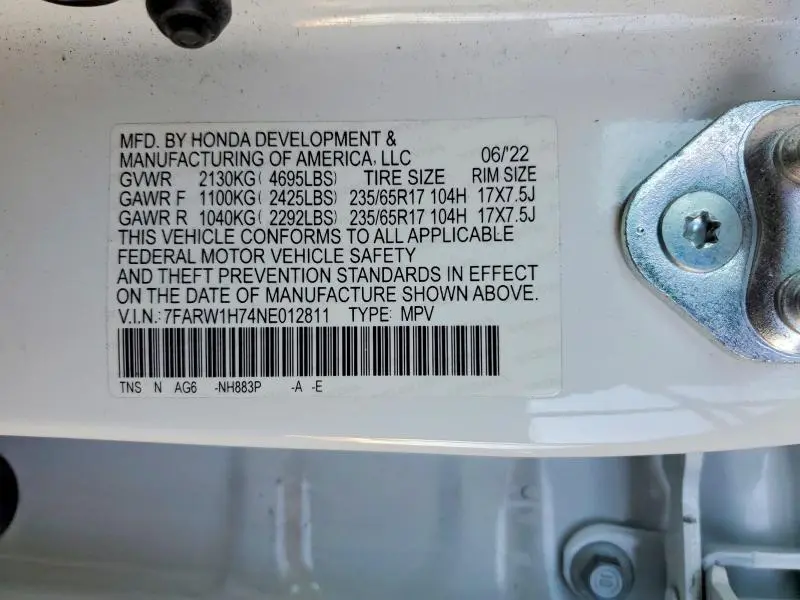 MFD. BY HONDA DEVELOPMENT &
MANUFACTURING OF AMERICA, LLC 06/'22
GVWR 2130KG( 4695LBS) TIRE SIZE RIM SIZE
GAWR F 1100KG( 2425LBS) 235/65R17 104H 17X7.5J
GAWR R 1040KG( 2292LBS) 235/65R17 104H 17X7.5J
THIS VEHICLE CONFORMS TO ALL APPLICABLE
FEDERAL MOTOR VEHICLE SAFETY
AND THEFT PREVENTION STANDARDS IN EFFECT
ON THE DATE OF MANUFACTURE SHOWN ABOVE.
V.I.N.:7FARW1H74NE012811 TYPE: MPV
TNS N AG6 -NH883P -A -E